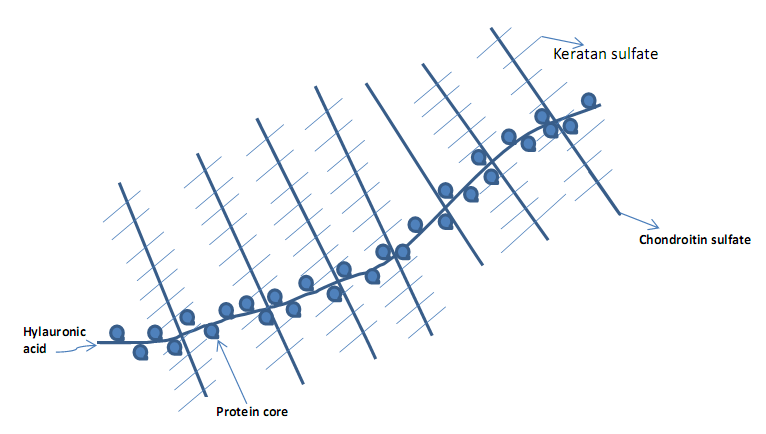 Keratan sulfate
Chondroitin sulfate
Hylauronic
acid
Protein core